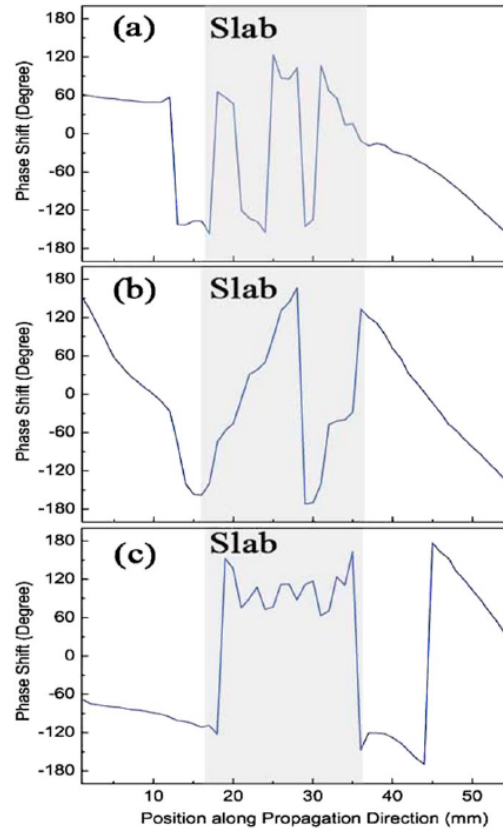 180
(a)
Slab
120
60
0
-60
-120
-180
Phase Shift (Degree)
180
(b)
Slab
120
60
0
-60
-120
-180
Phase Shift (Degree)
180
(c)
Slab
120
60
0
-60
-120
-180
Phase Shift (Degree)
10 20 30 40 50
Position along Propagation Direction (mm)